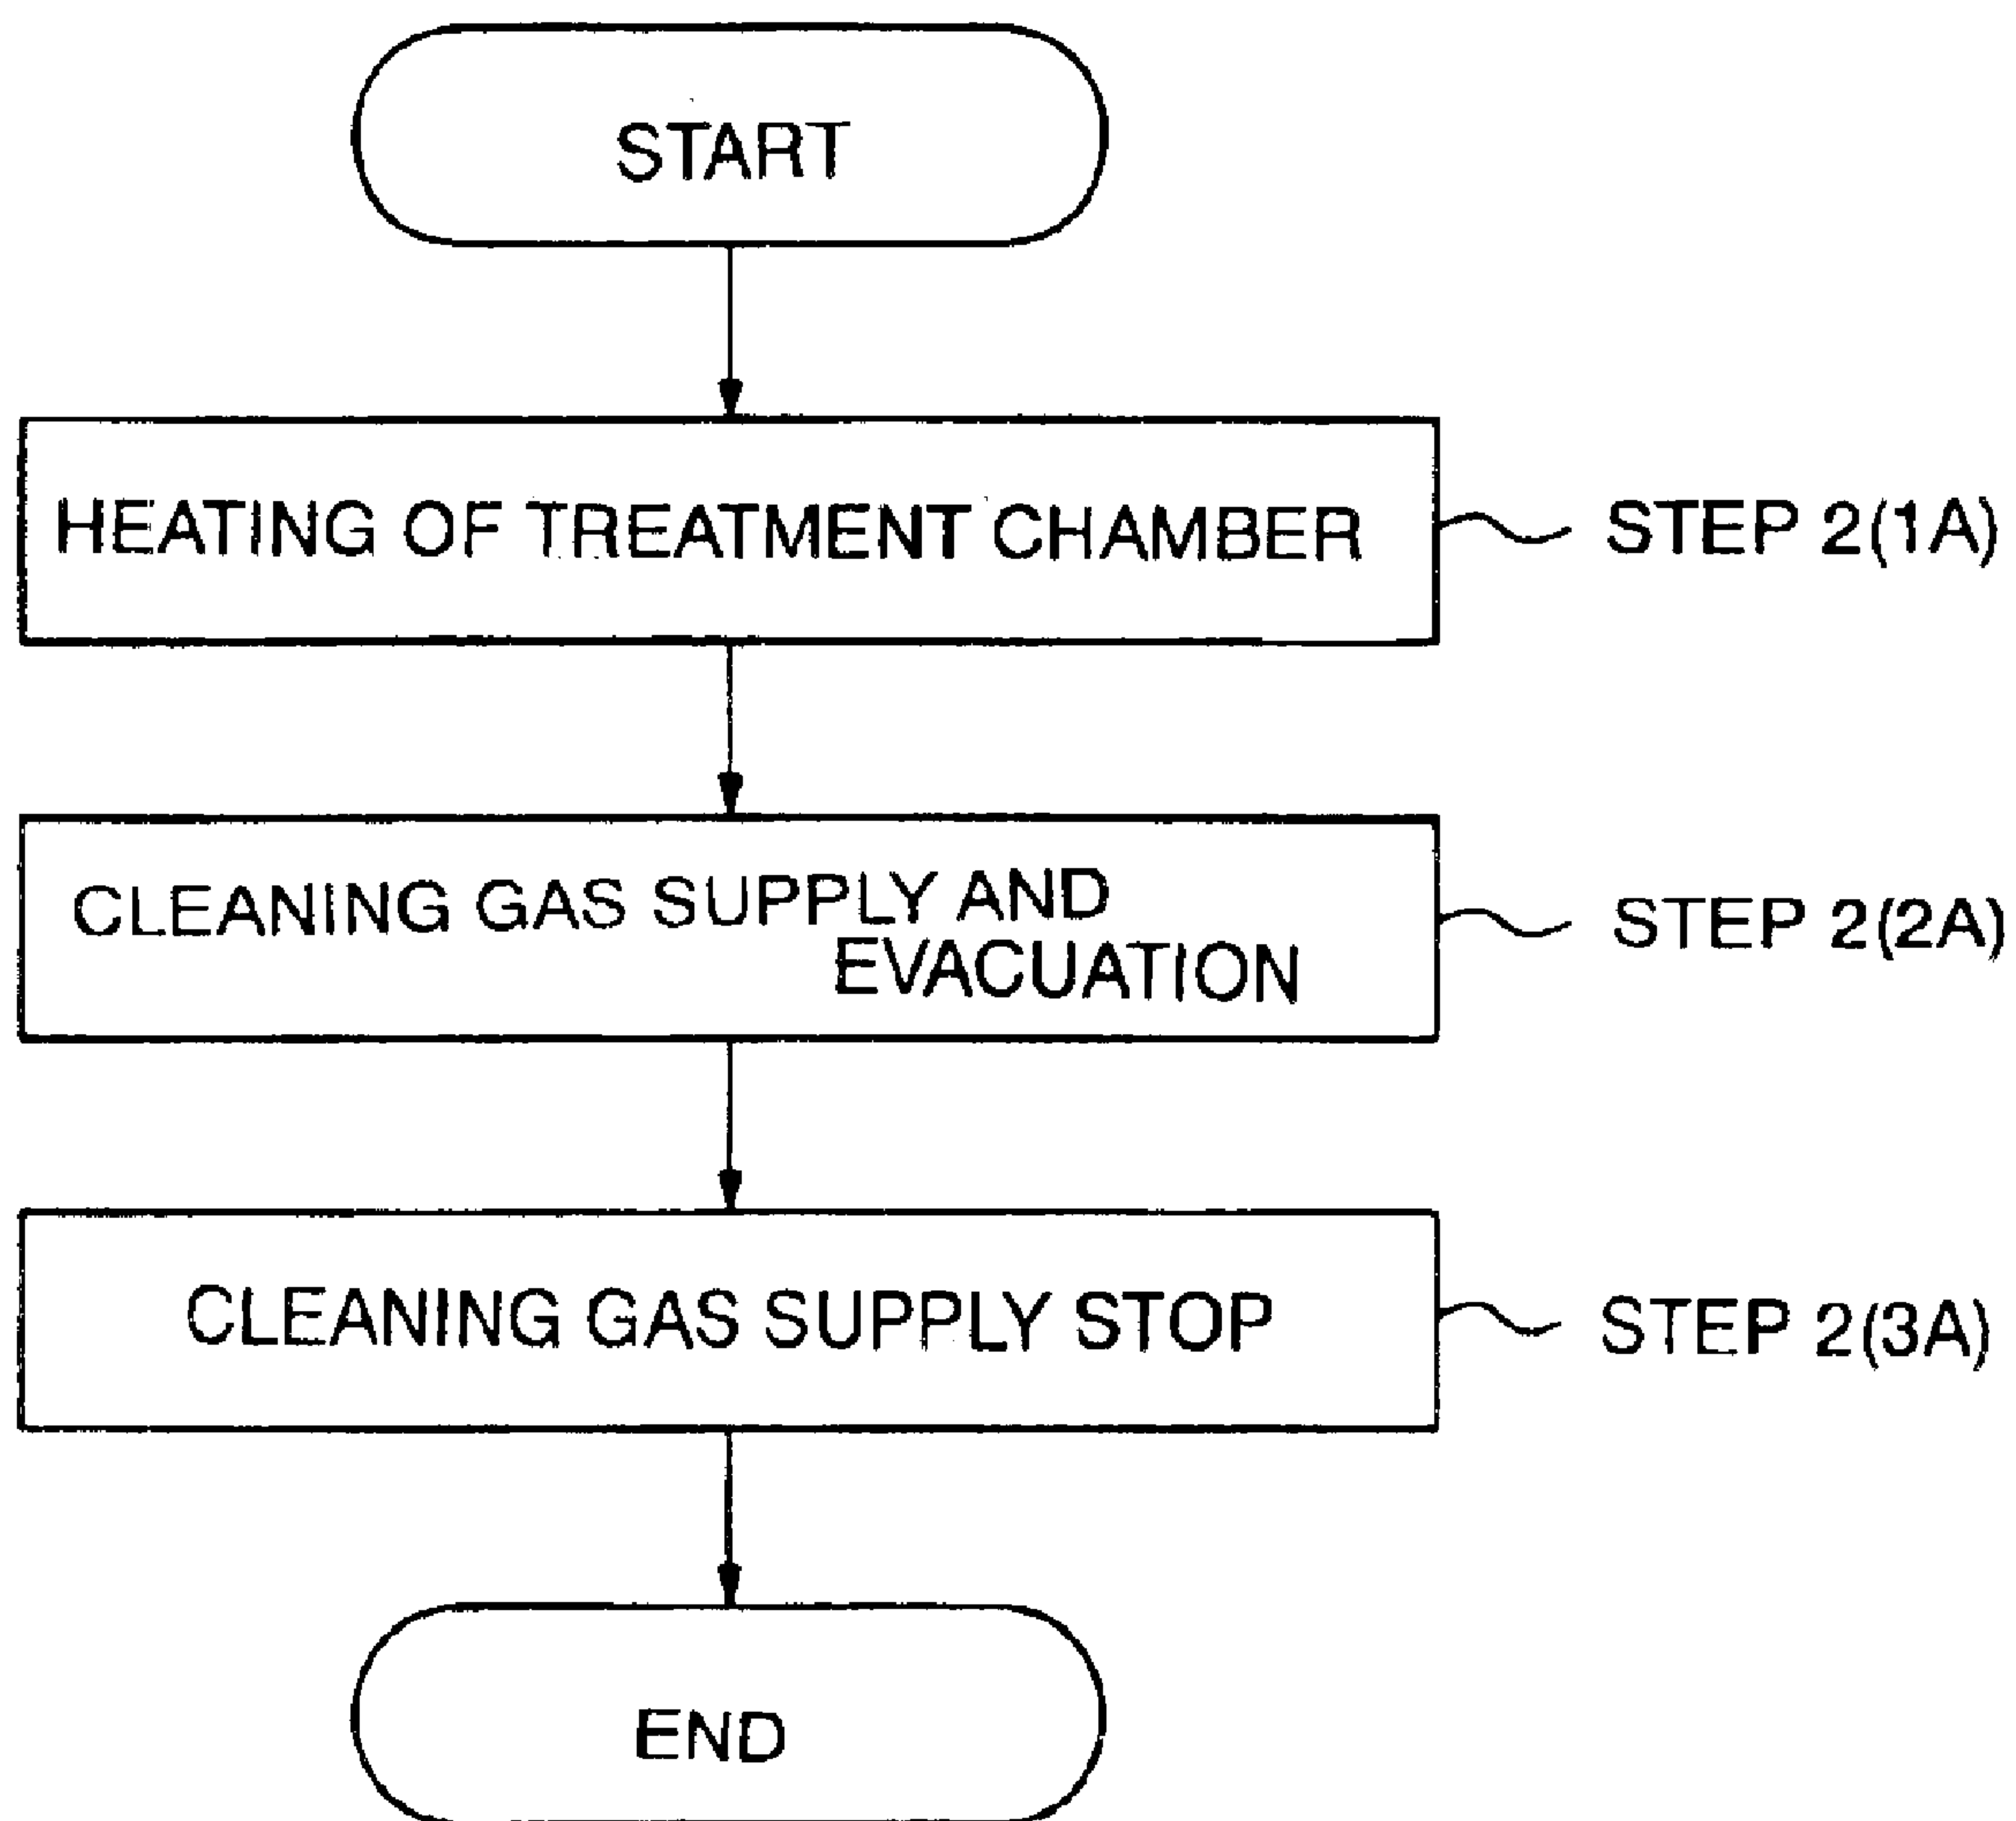 START
HEATING OF TREATMENT CHAMBER
STEP 2(1A)
CLEANING GAS SUPPLY AND
EVACUATION
STEP 2(2A)
CLEANING GAS SUPPLY STOP
STEP 2(3A)
END